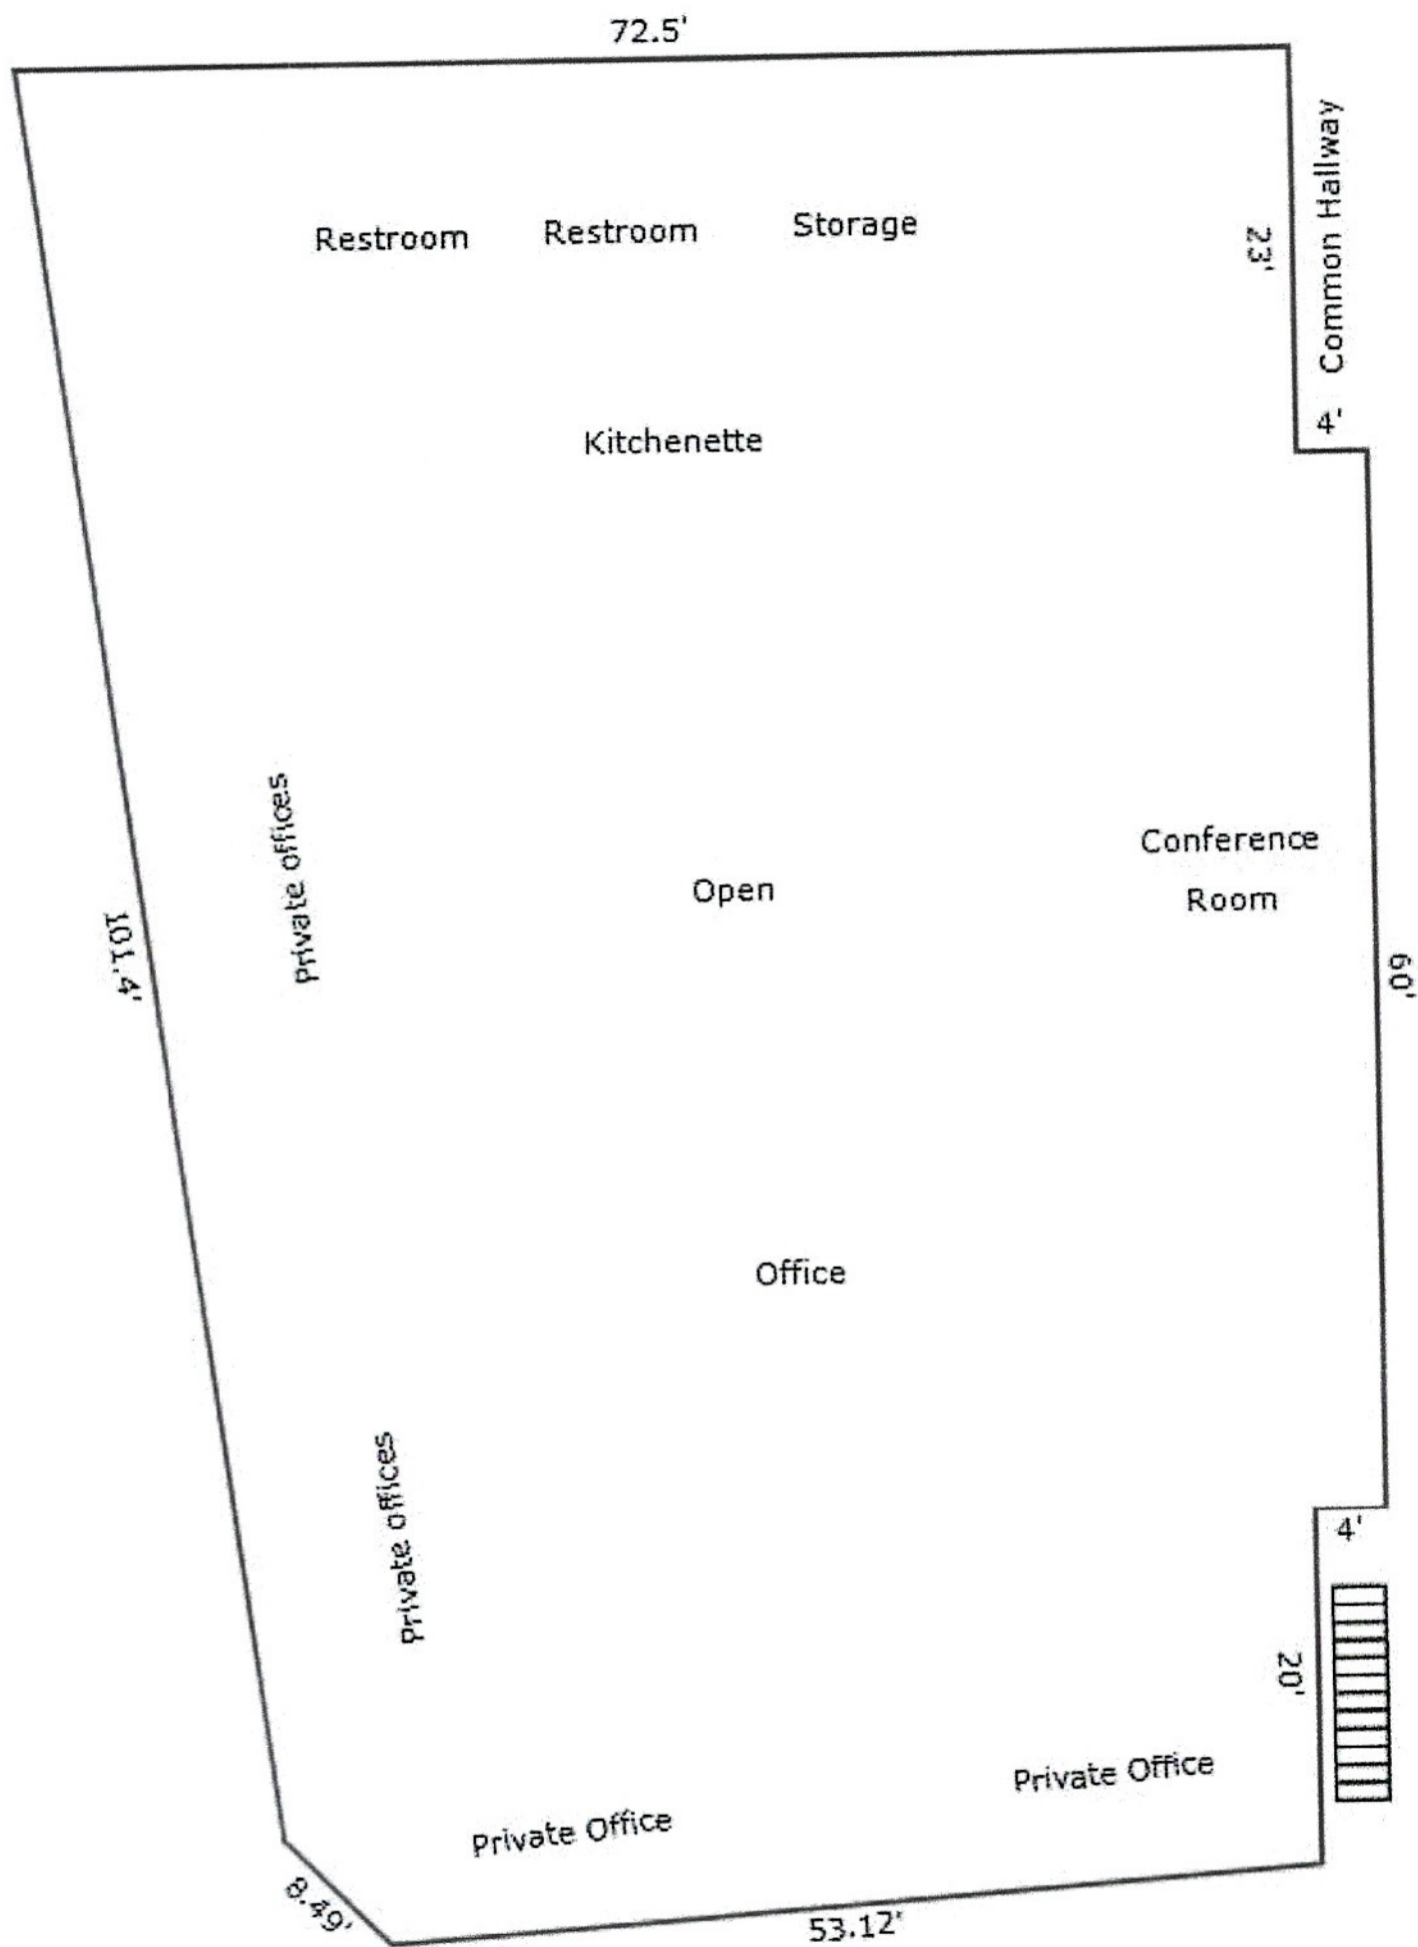 72.5'
Common Hallway
Restroom
Restroom
Storage
23'
4'
Kitchenette
Private offices
Conference
Room
Open
101.4'
60'
Office
Private offices
4'
20'
Private Office
Private Office
8.49'
53.12'